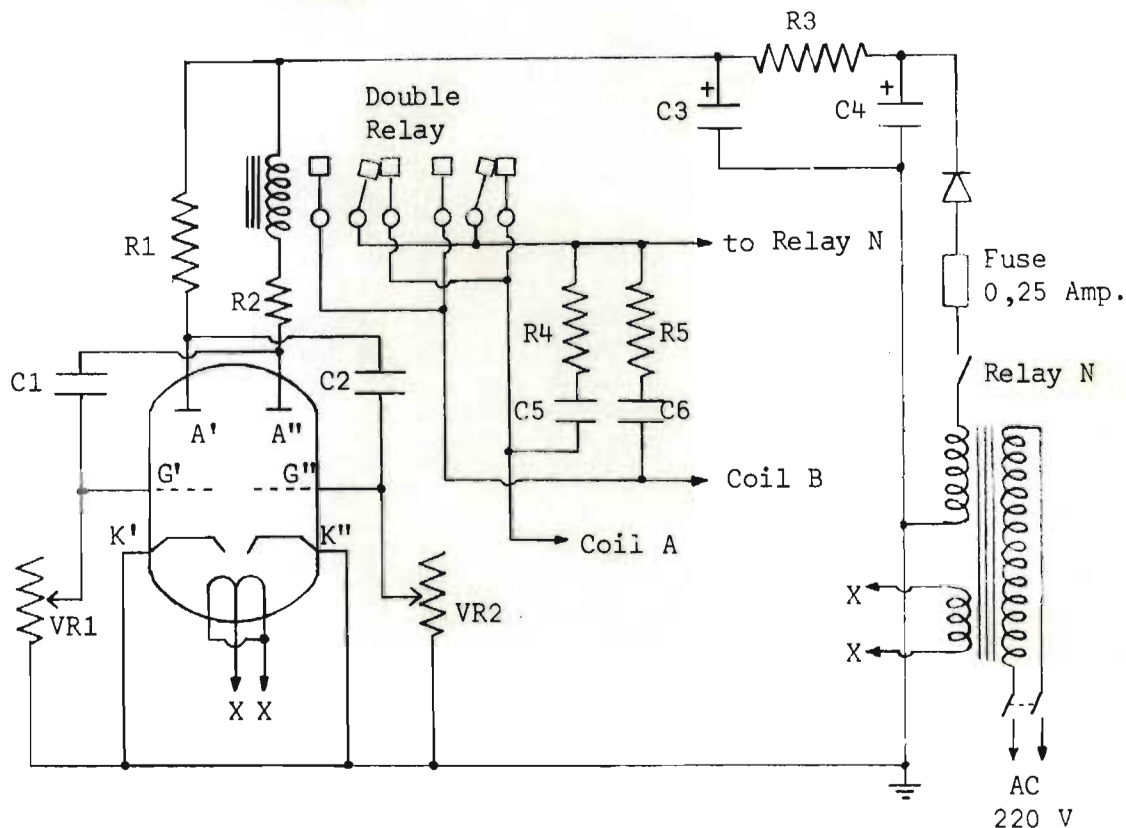 R3
+
C3
+
C4
Double
Relay
R1
R2
to Relay N
Fuse
0,25 Amp.
R4
R5
Relay N
C1
C2
C5
C6
A'
A"
G'
G"
Coil B
K'
K"
Coil A
VR1
VR2
X
X
X X
AC
220 V